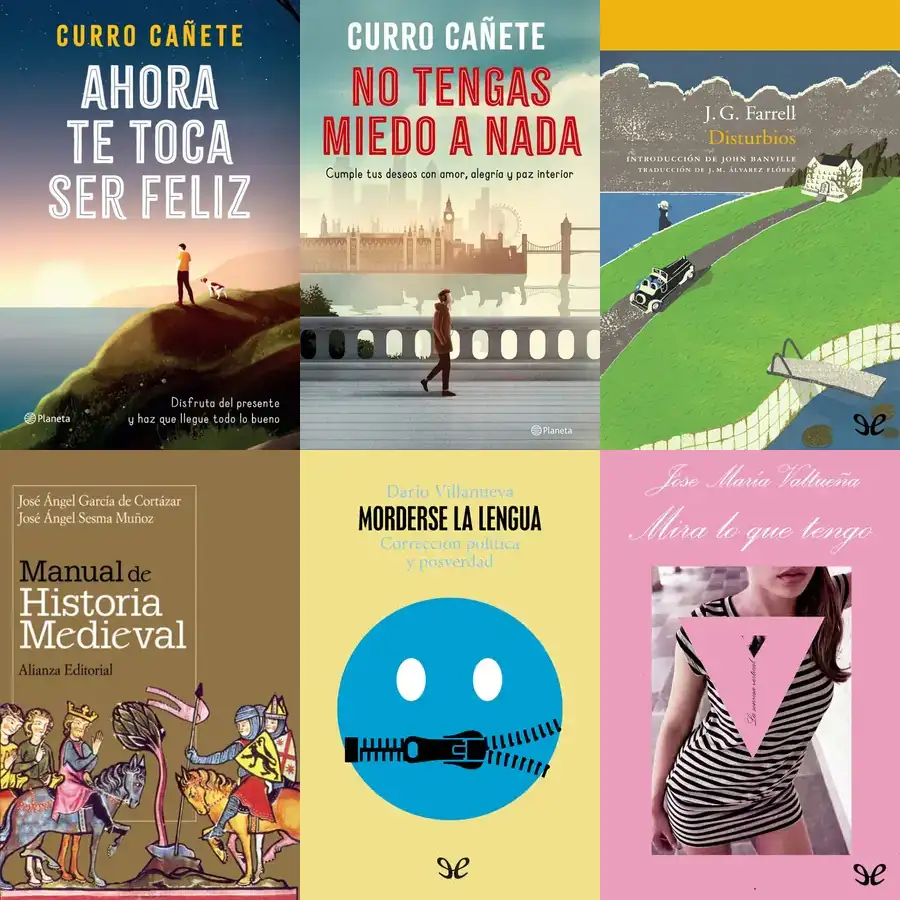 CURRO CAÑETE
AHORA
TE TOCA
SER FELIZ
Disfruta del presente
y haz que llegue todo lo bueno
Planeta
CURRO CAÑETE
NO TENGAS
MIEDO A NADA
Cumple tus deseos con amor, alegría y paz interior
Planeta
J. G. Farrell
Disturbios
INTRODUCCIÓN DE JOHN BANVILLE
TRADUCCIÓN DE J.M. ÁLVAREZ FLÓREZ
José Ángel García de Cortázar
José Ángel Sesma Muñoz
Manual de
Historia
Medieval
Alianza Editorial
Darío Villanueva
MORDERSE LA LENGUA
Corrección política
y posverdad
Jose María Valtueña
Mira lo que tengo
La sonrisa vertical